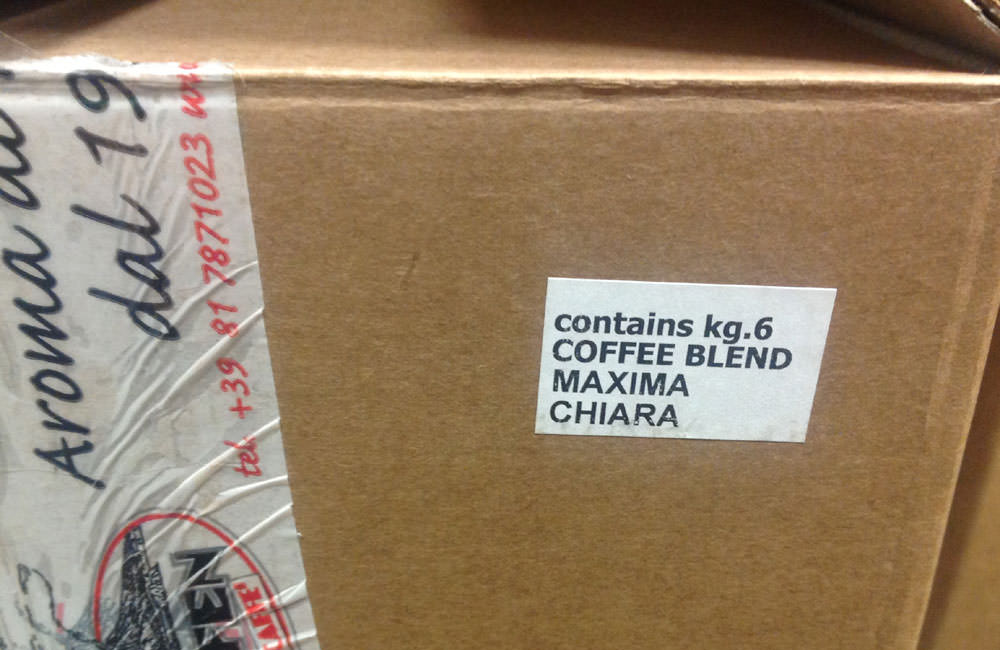 Aroma
dal 19
tel. +39 81 7871023
contains kg.6
COFFEE BLEND
MAXIMA
CHIARA